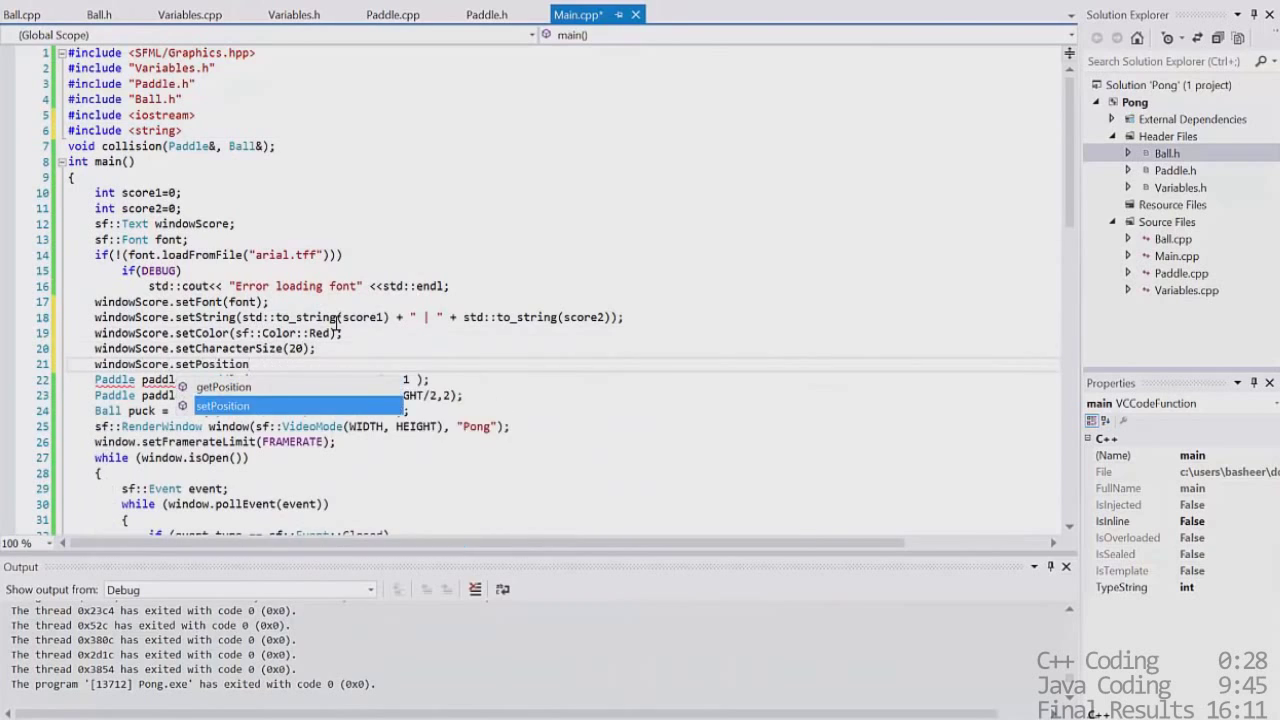 Ball.cpp Ball.h Variables.cpp Variables.h Paddle.cpp Paddle.h Main.cpp*
(Global Scope) main()
1 #include <SFML/Graphics.hpp>
2 #include "Variables.h"
3 #include "Paddle.h"
4 #include "Ball.h"
5 #include <iostream>
6 #include <string>
7 void collision(Paddle&, Ball&);
8 int main()
9 {
10 int score1=0;
11 int score2=0;
12 sf::Text windowScore;
13 sf::Font font;
14 if(!(font.loadFromFile("arial.tff")))
15 if(DEBUG)
16 std::cout<< "Error loading font" <<std::endl;
17 windowScore.setFont(font);
18 windowScore.setString(std::to_string(score1) + " | " + std::to_string(score2));
19 windowScore.setColor(sf::Color::Red);
20 windowScore.setCharacterSize(20);
21 windowScore.setPosition
22 Paddle paddl 1 );
getPosition
23 Paddle paddl GHT/2,2);
setPosition
24 Ball puck = ;
25 sf::RenderWindow window(sf::VideoMode(WIDTH, HEIGHT), "Pong");
26 window.setFramerateLimit(FRAMERATE);
27 while (window.isOpen())
28 {
29 sf::Event event;
30 while (window.pollEvent(event))
31 {
if (event.type == sf::Event::Closed)
100 %
Output
Show output from: Debug
The thread 0x23c4 has exited with code 0 (0x0).
The thread 0x52c has exited with code 0 (0x0).
The thread 0x380c has exited with code 0 (0x0).
The thread 0x2d1c has exited with code 0 (0x0).
The thread 0x3854 has exited with code 0 (0x0).
The program '[13712] Pong.exe' has exited with code 0 (0x0).
Solution Explorer
Search Solution Explorer (Ctrl+;)
Solution 'Pong' (1 project)
Pong
External Dependencies
Header Files
Ball.h
Paddle.h
Variables.h
Resource Files
Source Files
Ball.cpp
Main.cpp
Paddle.cpp
Variables.cpp
Properties
main VCCodeFunction
C++
(Name) main
File c:\users\basheer\do
FullName main
IsInjected False
IsInline False
IsOverloaded False
IsSealed False
IsTemplate False
TypeString int
C++ Coding 0:28
Java Coding 9:45
Final Results 16:11
C++